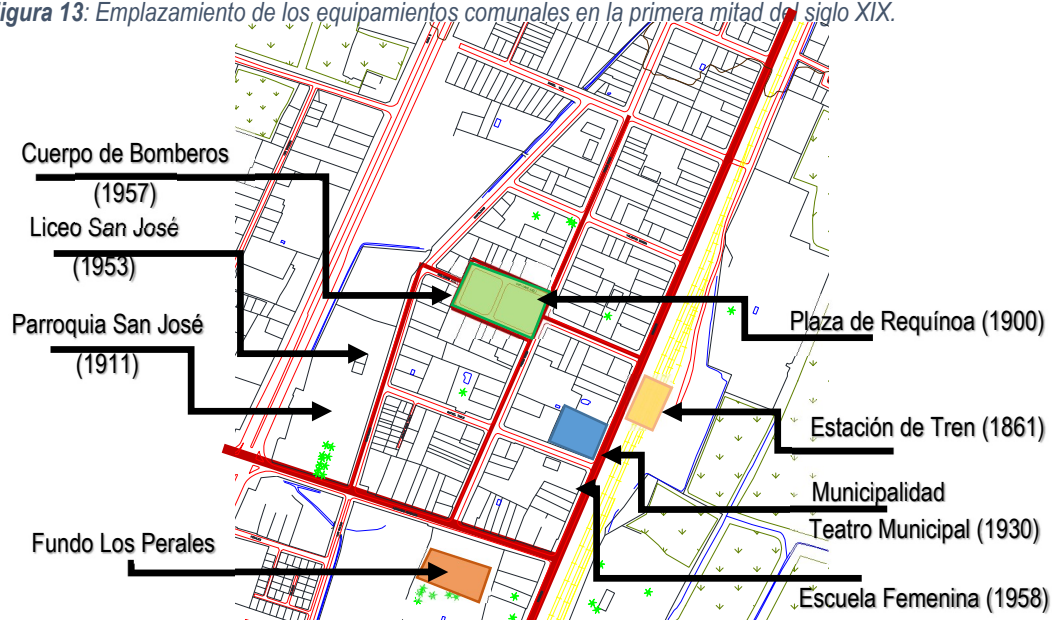 igura 13: Emplazamiento de los equipamientos comunales en la primera mitad del siglo XIX.
Cuerpo de Bomberos
(1957)
Liceo San José
(1953)
Parroquia San José
(1911)
Fundo Los Perales
Plaza de Requínoa (1900)
Estación de Tren (1861)
Municipalidad
Teatro Municipal (1930)
Escuela Femenina (1958)